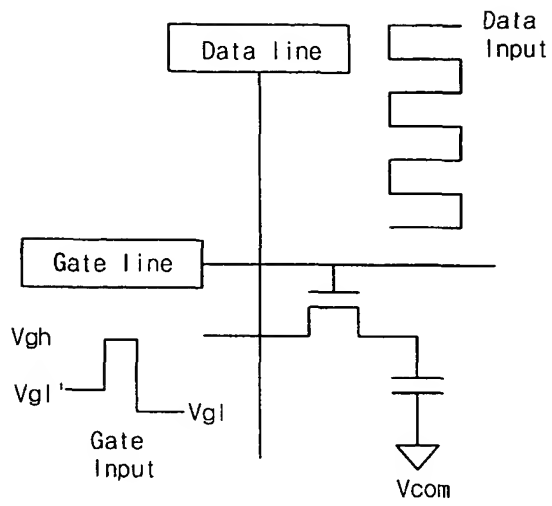 Data
Input
Data line
Gate line
Vgh
Vgl'
Vgl
Gate
Input
Vcom